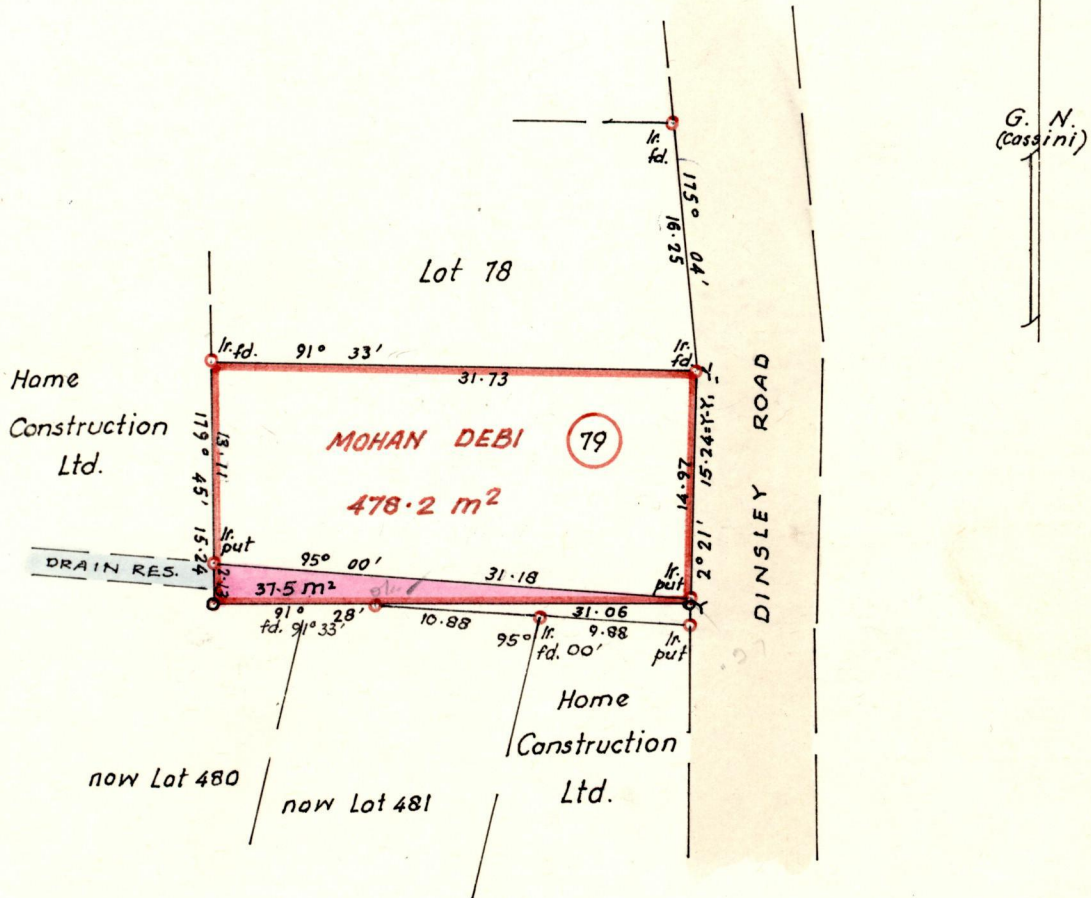 G. N.
(Cassini)
Ir.
fd.
175° 04'
16·25
Lot 78
Ir. fd.
91° 33'
31·73
Ir.
fd
Home
Construction
Ltd.
179° 45'
15·24
13·11
MOHAN DEBI
79
478·2 m²
14·97
15·24=Y-Y,
2° 21'
DINSLEY ROAD
Ir.
put
95° 00'
31·18
Ir.
put
DRAIN RES.
2·13
37·5 m²
91° 28'
fd. 91° 33'
10·88
31·06
9·88
95° 00'
Ir.
fd.
Ir.
put
Home
Construction
Ltd.
now Lot 480
now Lot 481